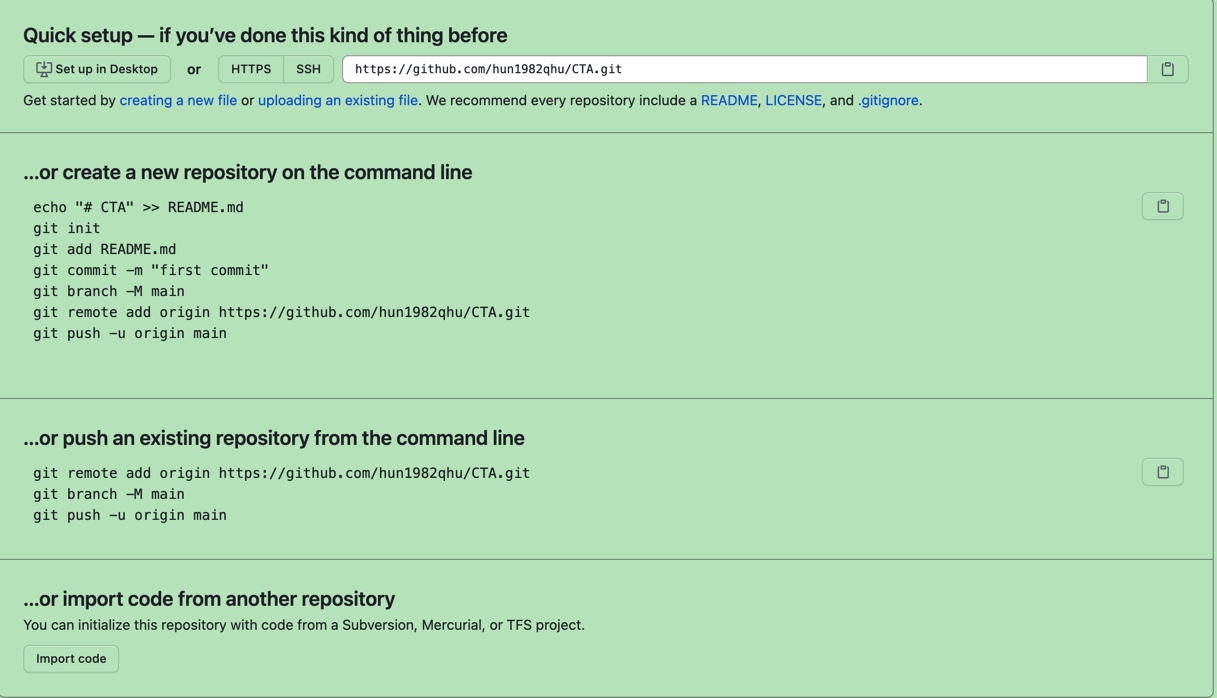 Quick setup — if you’ve done this kind of thing before
Set up in Desktop or HTTPS SSH https://github.com/hun1982qhu/CTA.git
Get started by creating a new file or uploading an existing file. We recommend every repository include a README, LICENSE, and .gitignore.
...or create a new repository on the command line
echo "# CTA" >> README.md
git init
git add README.md
git commit -m "first commit"
git branch -M main
git remote add origin https://github.com/hun1982qhu/CTA.git
git push -u origin main
...or push an existing repository from the command line
git remote add origin https://github.com/hun1982qhu/CTA.git
git branch -M main
git push -u origin main
...or import code from another repository
You can initialize this repository with code from a Subversion, Mercurial, or TFS project.
Import code